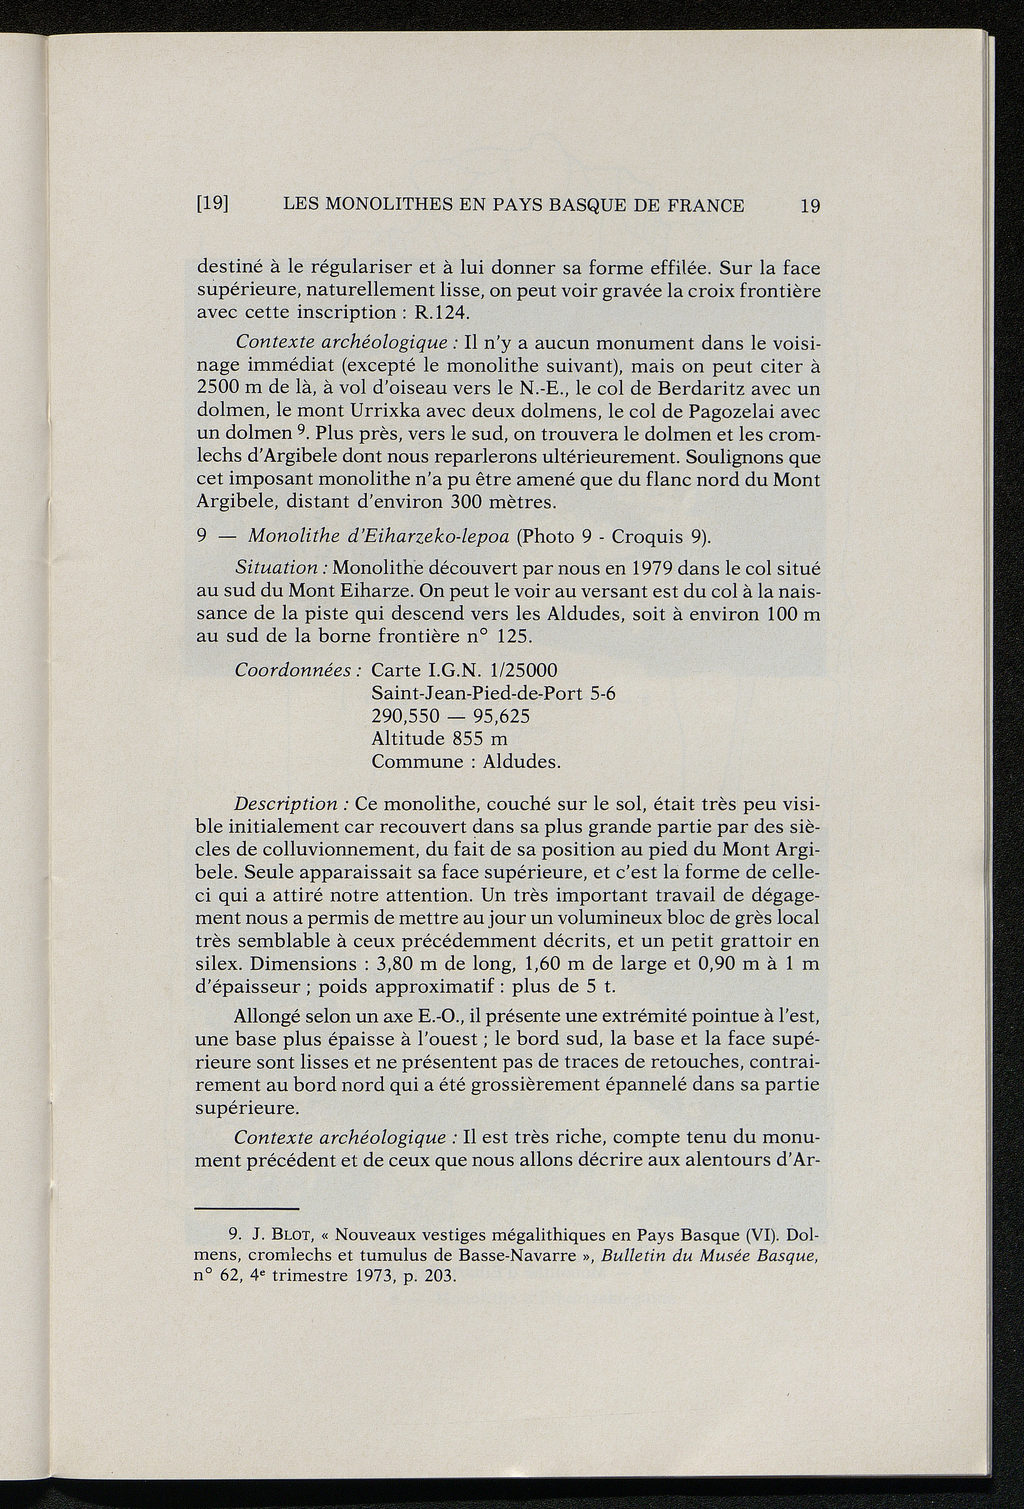 [19] LES MONOLITHES EN PAYS BASQUE DE FRANCE 19
destiné à le régulariser et à lui donner sa forme effilée. Sur la face
supérieure, naturellement lisse, on peut voir gravée la croix frontière
avec cette inscription : R.124.
Contexte archéologique : Il n'y a aucun monument dans le voisi-
nage immédiat (excepté le monolithe suivant), mais on peut citer à
2500 m de là, à vol d'oiseau vers le N.-E., le col de Berdaritz avec un
dolmen, le mont Urrixka avec deux dolmens, le col de Pagozelai avec
un dolmen ⁹. Plus près, vers le sud, on trouvera le dolmen et les crom-
lechs d'Argibele dont nous reparlerons ultérieurement. Soulignons que
cet imposant monolithe n'a pu être amené que du flanc nord du Mont
Argibele, distant d'environ 300 mètres.
9 — Monolithe d'Eiharzeko-lepoa (Photo 9 - Croquis 9).
Situation : Monolithe découvert par nous en 1979 dans le col situé
au sud du Mont Eiharze. On peut le voir au versant est du col à la nais-
sance de la piste qui descend vers les Aldudes, soit à environ 100 m
au sud de la borne frontière n° 125.
Coordonnées : Carte I.G.N. 1/25000
Saint-Jean-Pied-de-Port 5-6
290,550 — 95,625
Altitude 855 m
Commune : Aldudes.
Description : Ce monolithe, couché sur le sol, était très peu visi-
ble initialement car recouvert dans sa plus grande partie par des siè-
cles de colluvionnement, du fait de sa position au pied du Mont Argi-
bele. Seule apparaissait sa face supérieure, et c'est la forme de celle-
ci qui a attiré notre attention. Un très important travail de dégage-
ment nous a permis de mettre au jour un volumineux bloc de grès local
très semblable à ceux précédemment décrits, et un petit grattoir en
silex. Dimensions : 3,80 m de long, 1,60 m de large et 0,90 m à 1 m
d'épaisseur ; poids approximatif : plus de 5 t.
Allongé selon un axe E.-O., il présente une extrémité pointue à l'est,
une base plus épaisse à l'ouest ; le bord sud, la base et la face supé-
rieure sont lisses et ne présentent pas de traces de retouches, contrai-
rement au bord nord qui a été grossièrement épannelé dans sa partie
supérieure.
Contexte archéologique : Il est très riche, compte tenu du monu-
ment précédent et de ceux que nous allons décrire aux alentours d'Ar-
9. J. BLOT, « Nouveaux vestiges mégalithiques en Pays Basque (VI). Dol-
mens, cromlechs et tumulus de Basse-Navarre », Bulletin du Musée Basque,
n° 62, 4ᵉ trimestre 1973, p. 203.